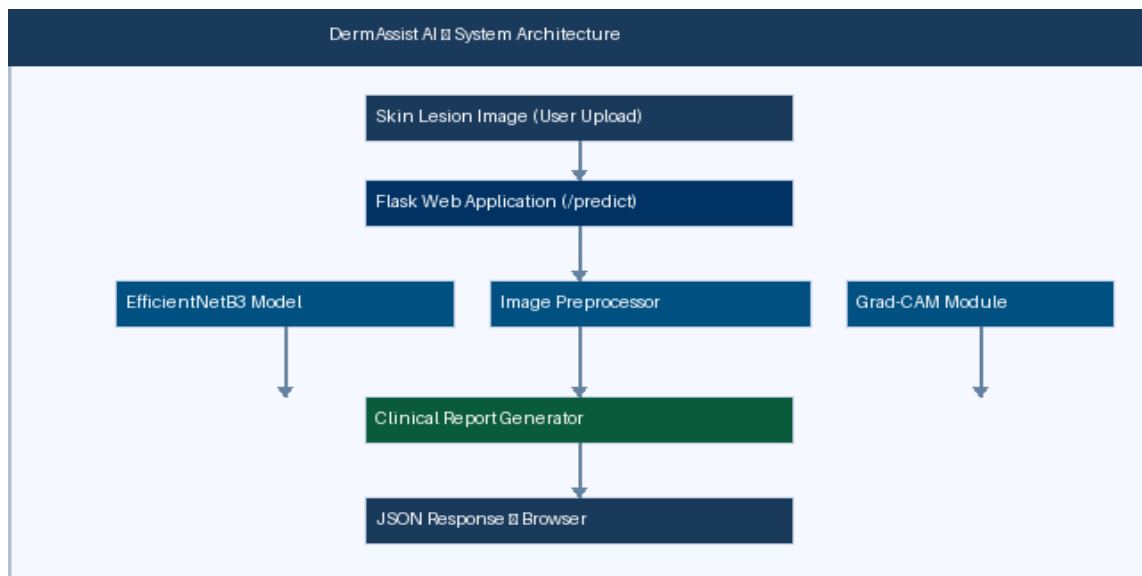 DermAssist AI ☒ System Architecture
Skin Lesion Image (User Upload)
Flask Web Application (/predict)
EfficientNetB3 Model
Image Preprocessor
Grad-CAM Module
Clinical Report Generator
JSON Response ☒ Browser